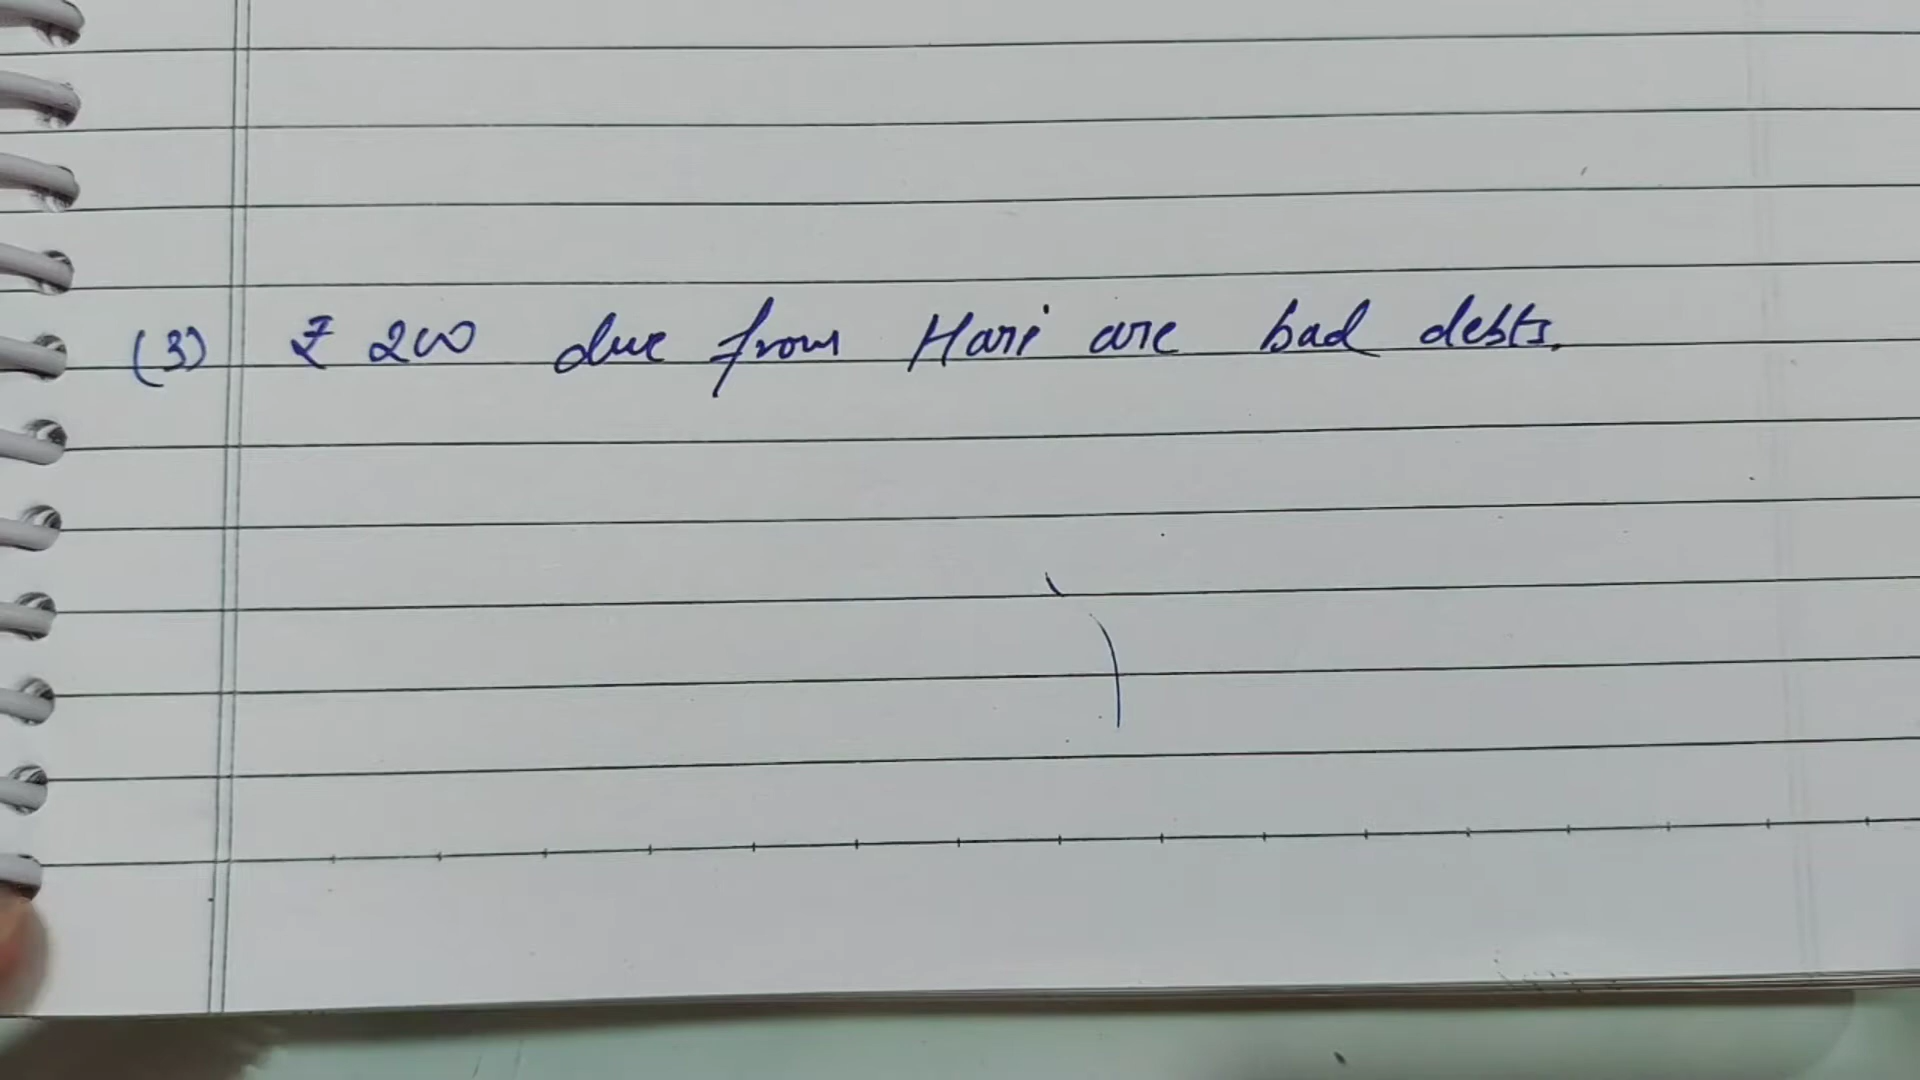 (3) ₹ 200 due from Hari are bad debts.